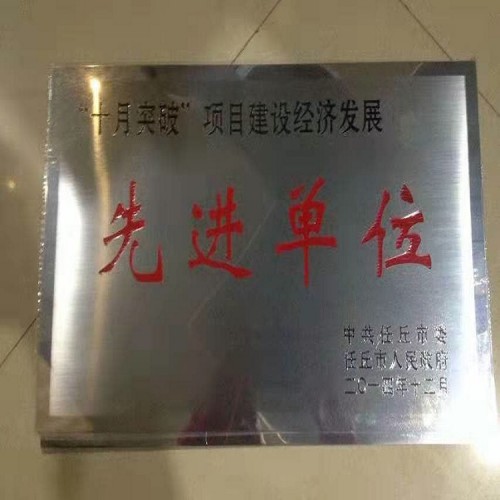 “十月突破”项目建设经济发展
先进单位
中共任丘市委
任丘市人民政府
二〇一四年十二月